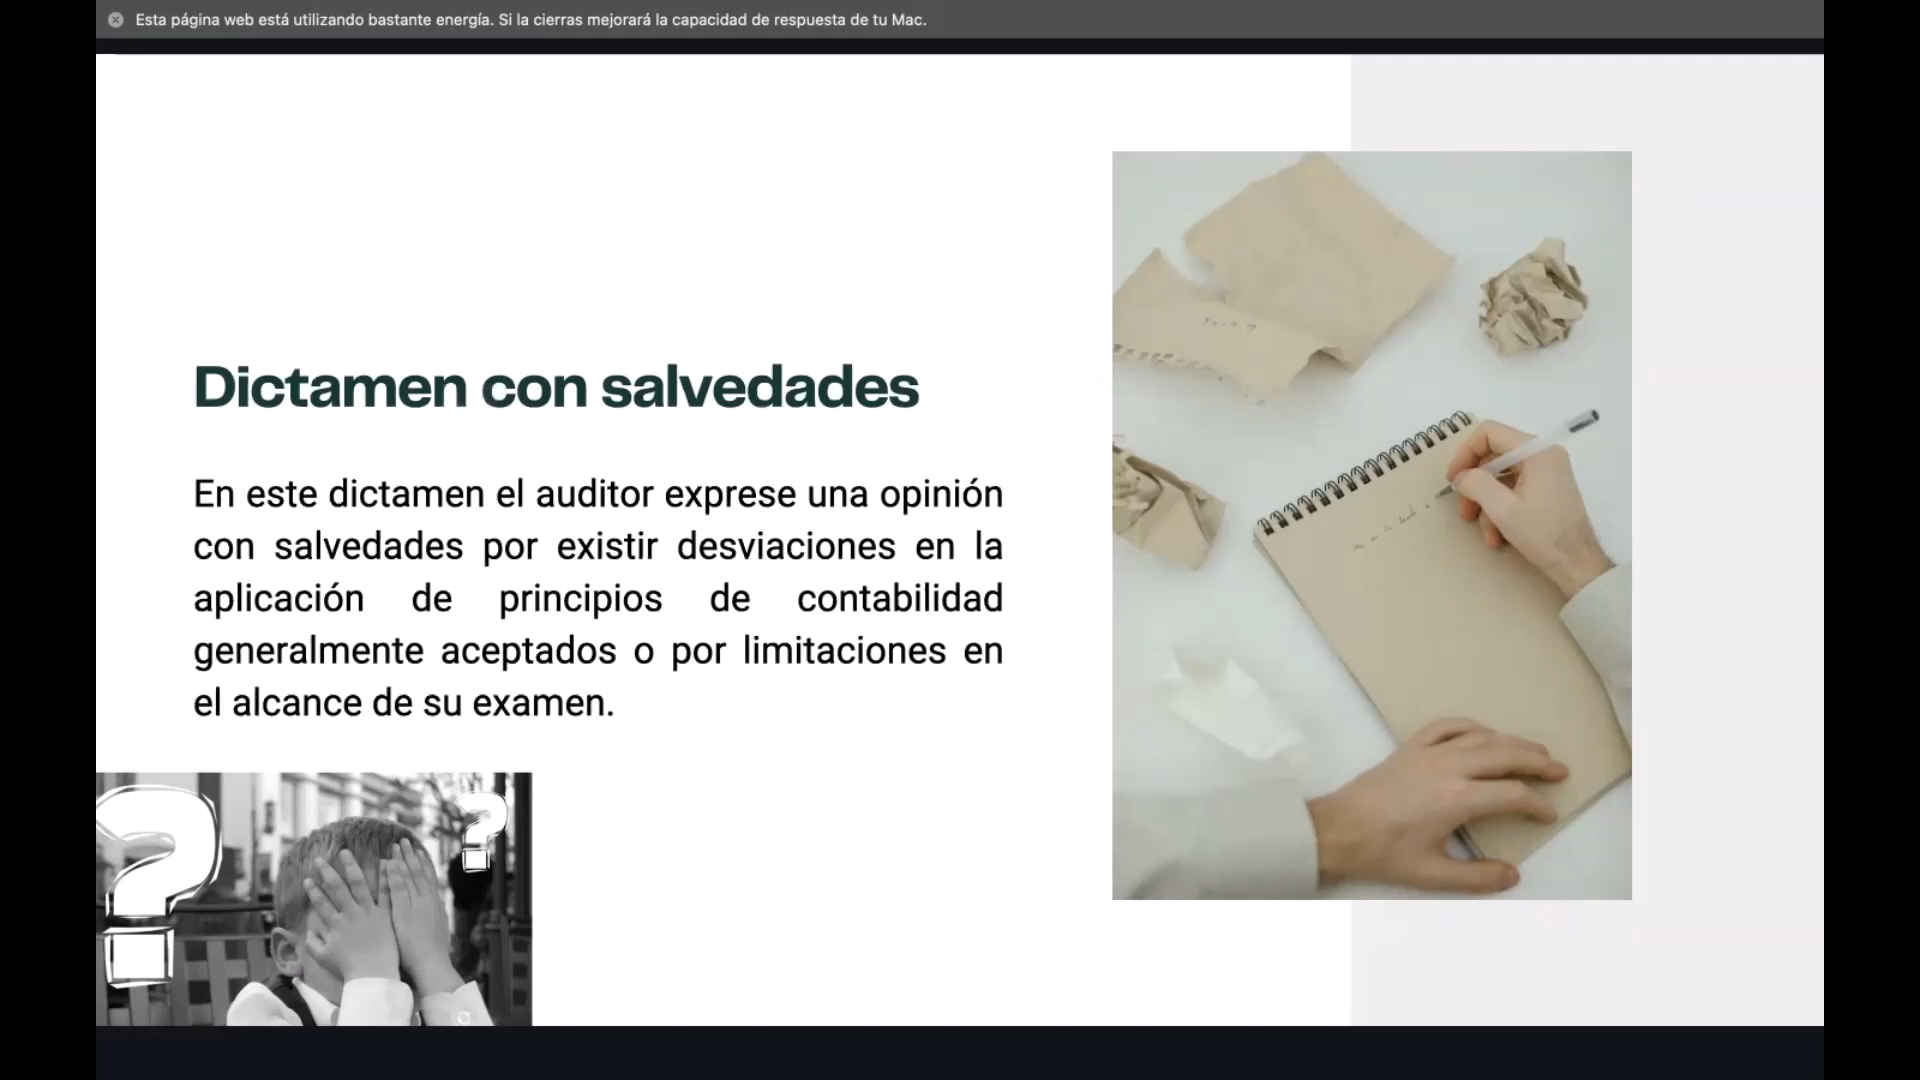 Esta página web está utilizando bastante energía. Si la cierras mejorará la capacidad de respuesta de tu Mac.
Dictamen con salvedades
En este dictamen el auditor exprese una opinión
con salvedades por existir desviaciones en la
aplicación de principios de contabilidad
generalmente aceptados o por limitaciones en
el alcance de su examen.
?
?